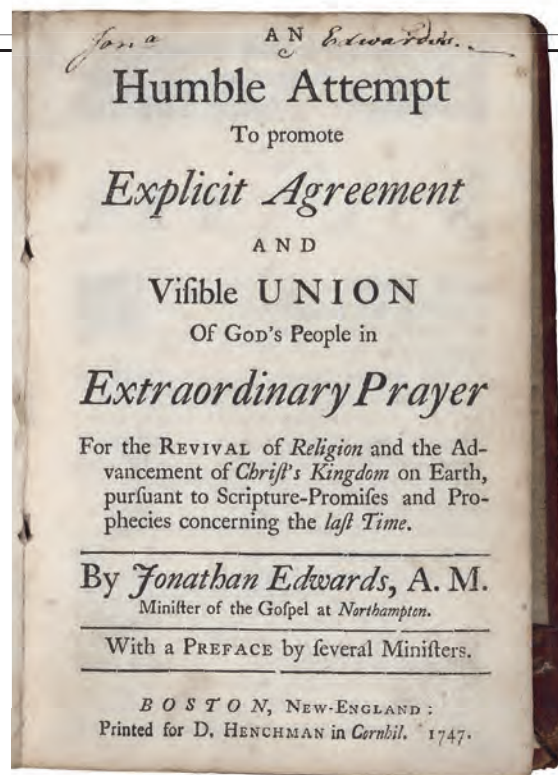 Jona Edwards.
AN
Humble Attempt
To promote
Explicit Agreement
AND
Viſible UNION
Of GOD's People in
Extraordinary Prayer
For the REVIVAL of Religion and the Ad-
vancement of Chriſt's Kingdom on Earth,
purſuant to Scripture-Promiſes and Pro-
phecies concerning the laſt Time.
By Jonathan Edwards, A. M.
Miniſter of the Goſpel at Northampton.
With a PREFACE by ſeveral Miniſters.
BOSTON, NEW-ENGLAND:
Printed for D. HENCHMAN in Cornhil. 1747.